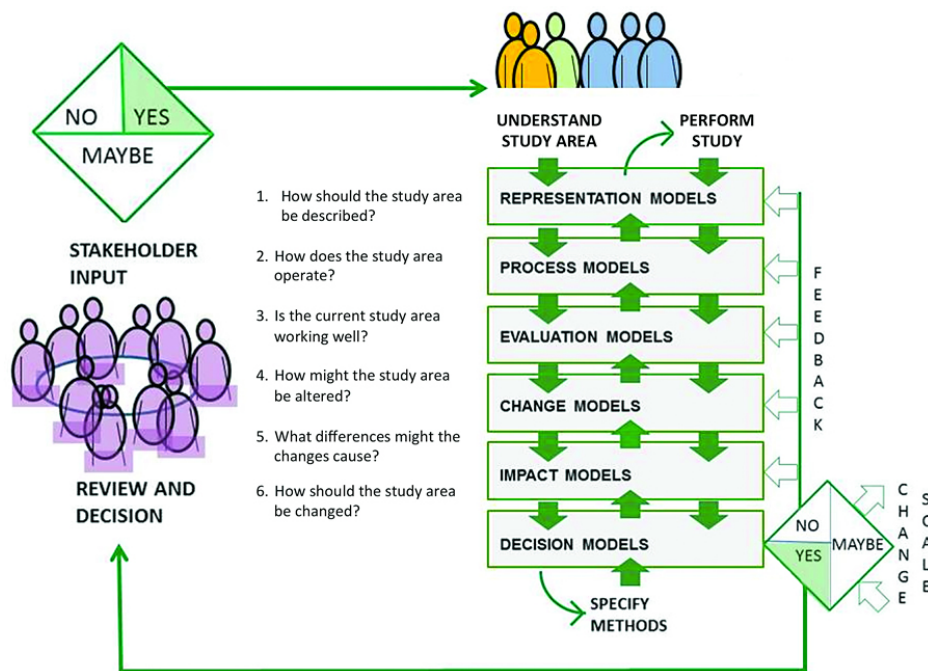 NO YES
MAYBE
STAKEHOLDER
INPUT
REVIEW AND
DECISION
1. How should the study area
be described?
2. How does the study area
operate?
3. Is the current study area
working well?
4. How might the study area
be altered?
5. What differences might the
changes cause?
6. How should the study area
be changed?
UNDERSTAND
STUDY AREA
PERFORM
STUDY
REPRESENTATION MODELS
PROCESS MODELS
EVALUATION MODELS
CHANGE MODELS
IMPACT MODELS
DECISION MODELS
SPECIFY
METHODS
FEEDBACK
NO
YES
MAYBE
CHANGE
SCALE